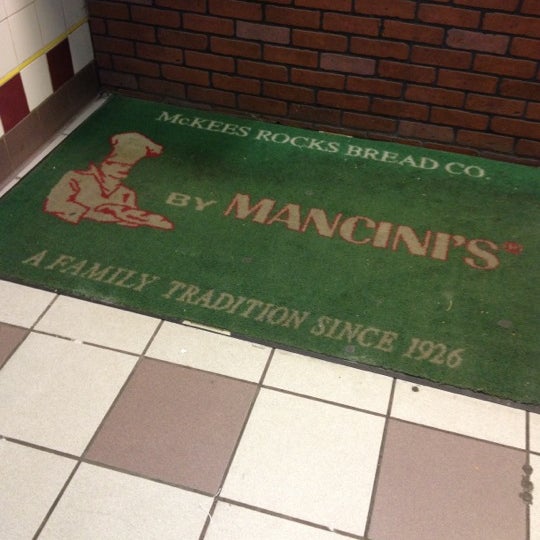 McKEES ROCKS BREAD CO.
BY MANCINI'S®
A FAMILY TRADITION SINCE 1926